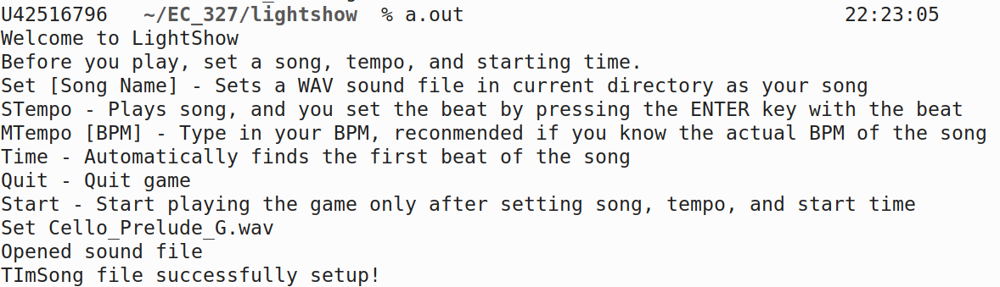 U42516796 ~/EC_327/lightshow % a.out 22:23:05
Welcome to LightShow
Before you play, set a song, tempo, and starting time.
Set [Song Name] - Sets a WAV sound file in current directory as your song
STempo - Plays song, and you set the beat by pressing the ENTER key with the beat
MTempo [BPM] - Type in your BPM, reconmended if you know the actual BPM of the song
Time - Automatically finds the first beat of the song
Quit - Quit game
Start - Start playing the game only after setting song, tempo, and start time
Set Cello_Prelude_G.wav
Opened sound file
TImSong file successfully setup!